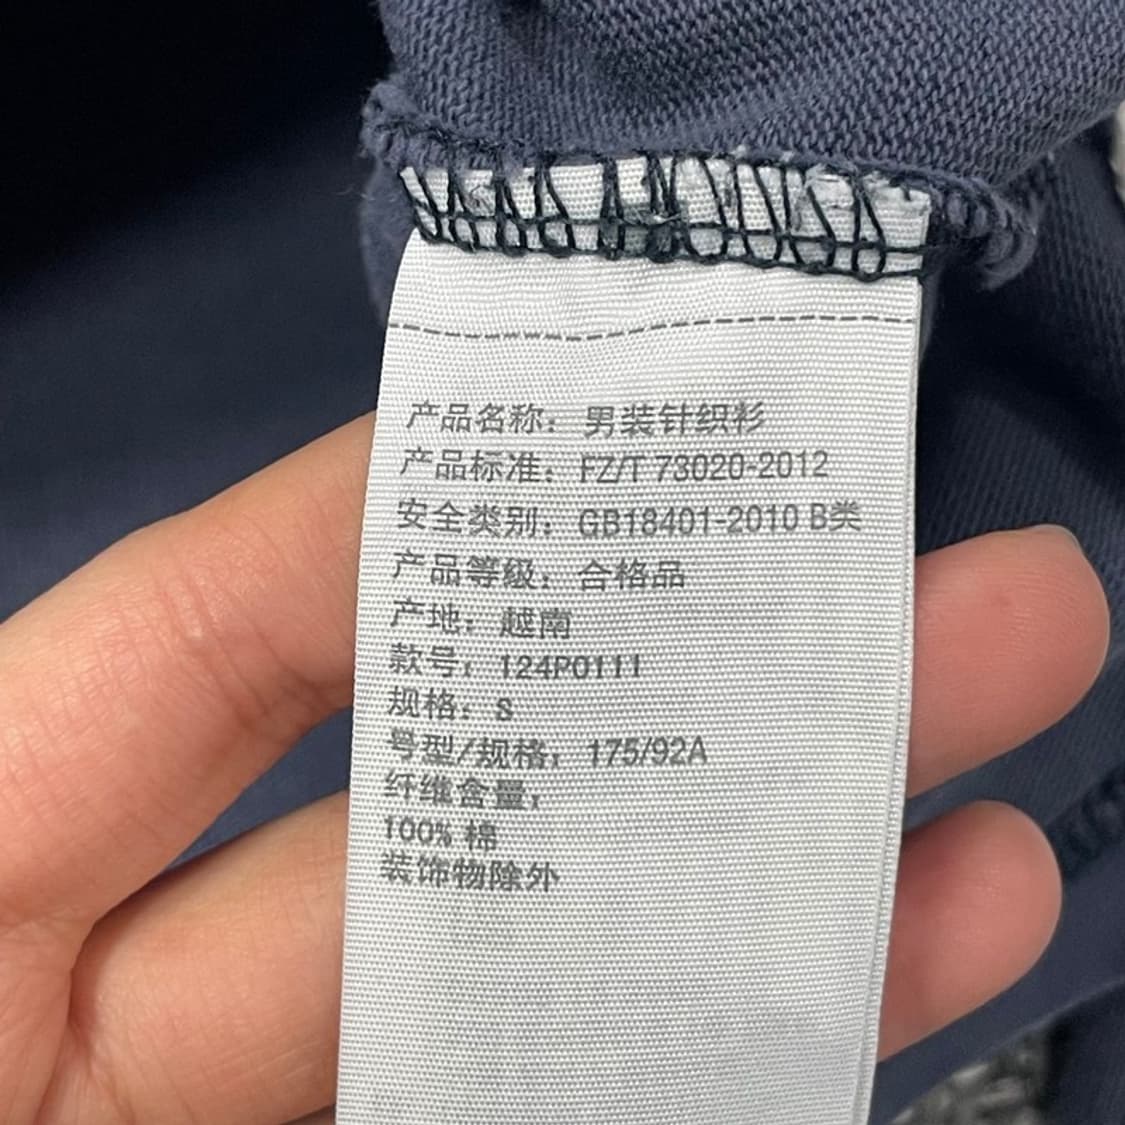 产品名称：男装针织衫
产品标准：FZ/T 73020-2012
安全类别：GB18401-2010 B类
产品等级：合格品
产地：越南
款号：124P0111
规格：S
号型/规格：175/92A
纤维含量：
100% 棉
装饰物除外